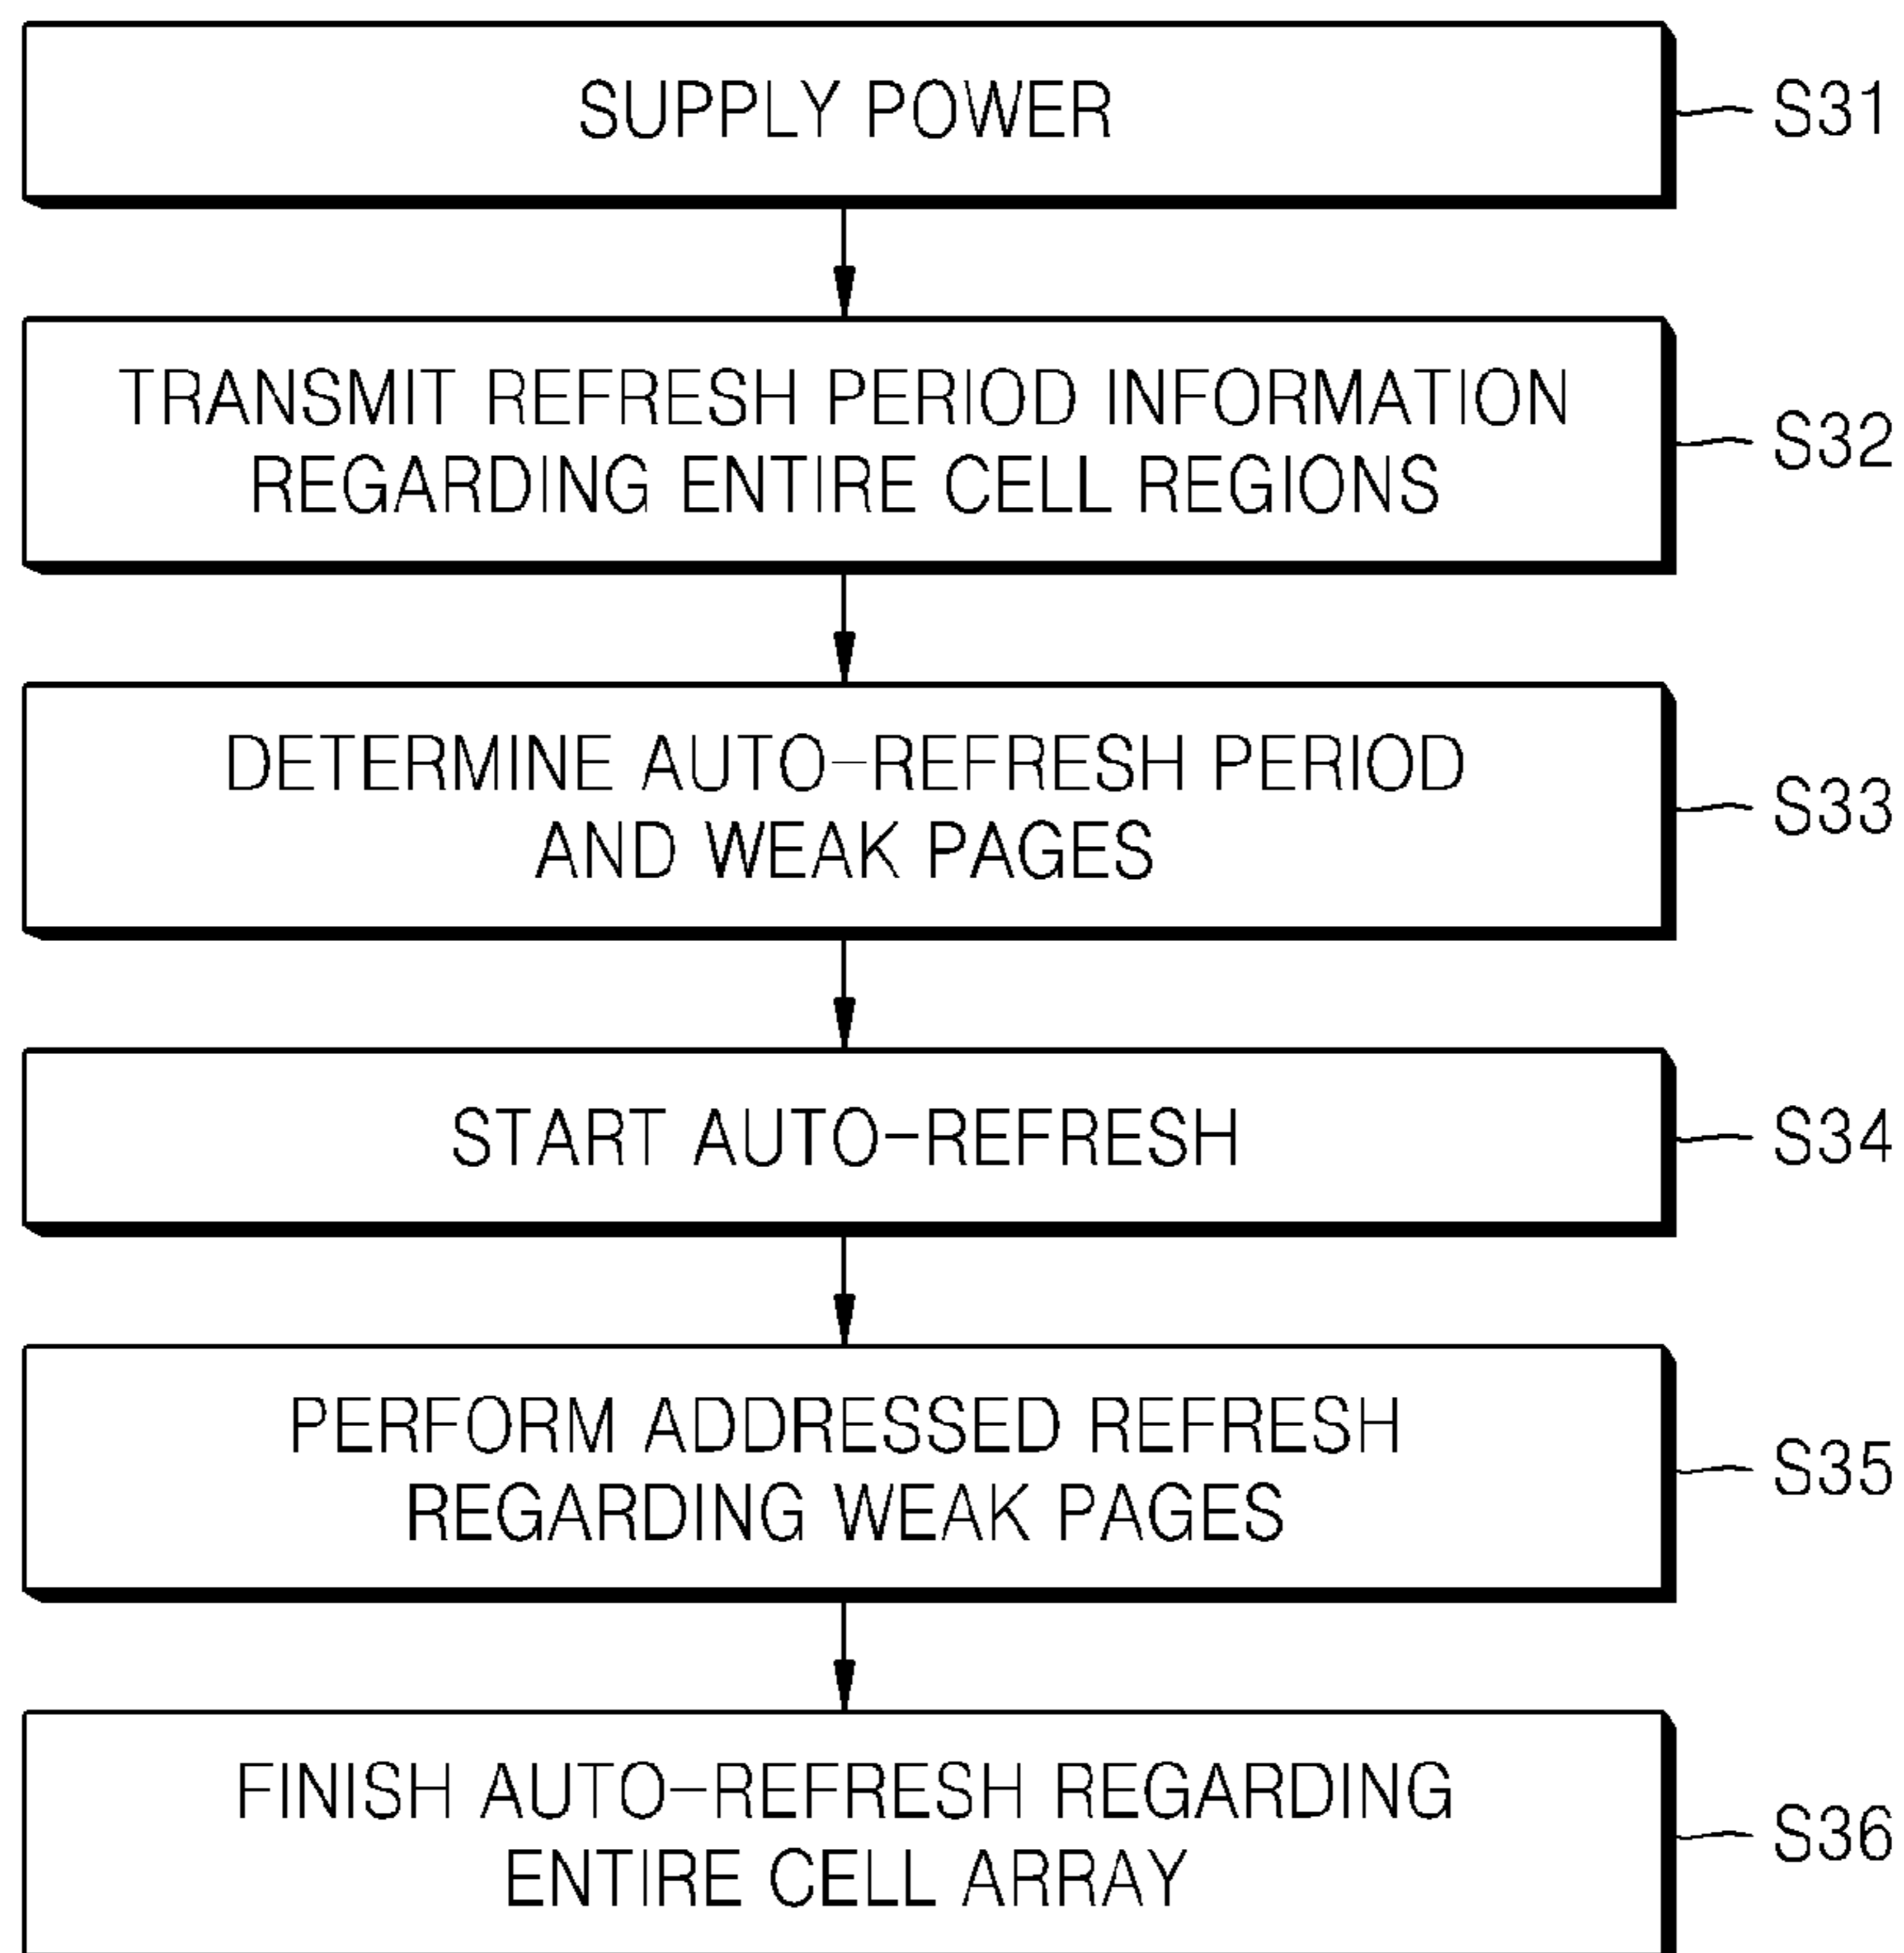 SUPPLY POWER
S31
TRANSMIT REFRESH PERIOD INFORMATION
REGARDING ENTIRE CELL REGIONS
S32
DETERMINE AUTO-REFRESH PERIOD
AND WEAK PAGES
S33
START AUTO-REFRESH
S34
PERFORM ADDRESSED REFRESH
REGARDING WEAK PAGES
S35
FINISH AUTO-REFRESH REGARDING
ENTIRE CELL ARRAY
S36